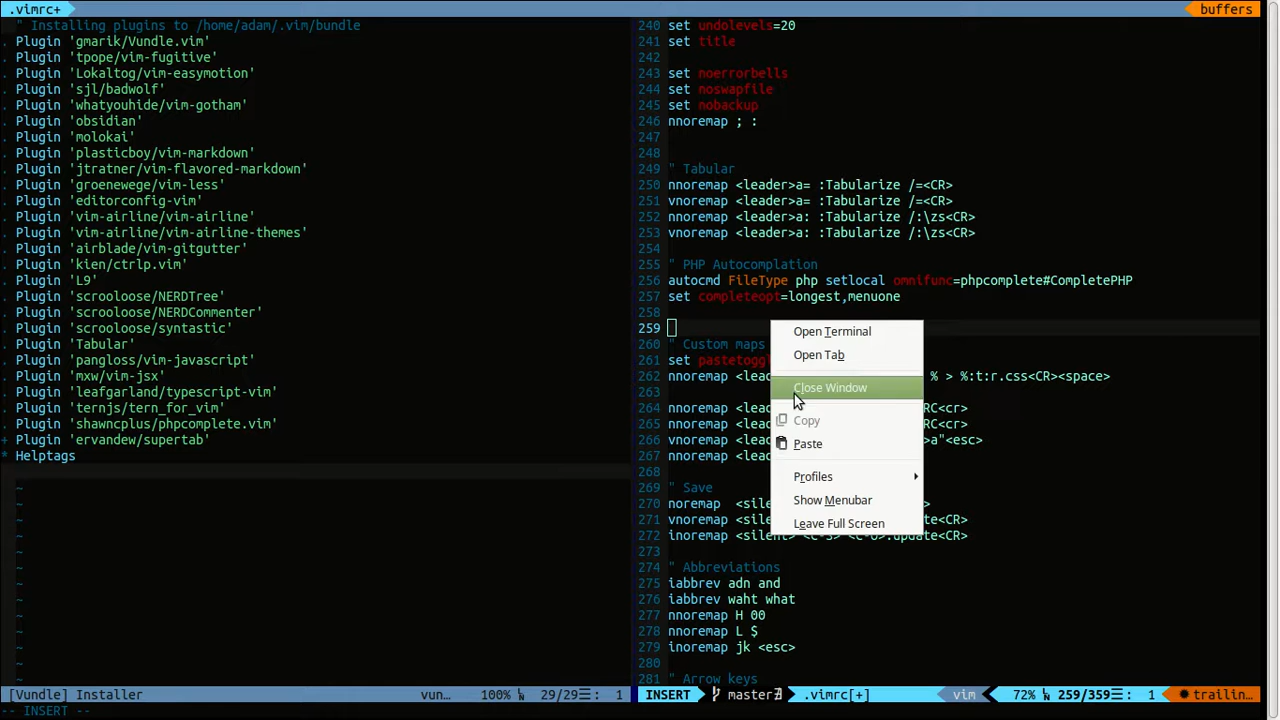 .vimrc+
buffers
" Installing plugins to /home/adam/.vim/bundle
. Plugin 'gmarik/Vundle.vim'
. Plugin 'tpope/vim-fugitive'
. Plugin 'Lokaltog/vim-easymotion'
. Plugin 'sjl/badwolf'
. Plugin 'whatyouhide/vim-gotham'
. Plugin 'obsidian'
. Plugin 'molokai'
. Plugin 'plasticboy/vim-markdown'
. Plugin 'jtratner/vim-flavored-markdown'
. Plugin 'groenewege/vim-less'
. Plugin 'editorconfig-vim'
. Plugin 'vim-airline/vim-airline'
. Plugin 'vim-airline/vim-airline-themes'
. Plugin 'airblade/vim-gitgutter'
. Plugin 'kien/ctrlp.vim'
. Plugin 'L9'
. Plugin 'scrooloose/NERDTree'
. Plugin 'scrooloose/NERDCommenter'
. Plugin 'scrooloose/syntastic'
. Plugin 'Tabular'
. Plugin 'pangloss/vim-javascript'
. Plugin 'mxw/vim-jsx'
. Plugin 'leafgarland/typescript-vim'
. Plugin 'ternjs/tern_for_vim'
. Plugin 'shawncplus/phpcomplete.vim'
+ Plugin 'ervandew/supertab'
* Helptags
~
~
~
~
~
~
~
~
~
~
~
~
~
[Vundle] Installer vun… 100% ㏑ 29/29☰: 1
-- INSERT --
240 set undolevels=20
241 set title
242
243 set noerrorbells
244 set noswapfile
245 set nobackup
246 nnoremap ; :
247
248
249 " Tabular
250 nnoremap <leader>a= :Tabularize /=<CR>
251 vnoremap <leader>a= :Tabularize /=<CR>
252 nnoremap <leader>a: :Tabularize /:\zs<CR>
253 vnoremap <leader>a: :Tabularize /:\zs<CR>
254
255 " PHP Autocomplation
256 autocmd FileType php setlocal omnifunc=phpcomplete#CompletePHP
257 set completeopt=longest,menuone
258
259
260 " Custom maps
261 set pastetoggl
262 nnoremap <lead % > %:t:r.css<CR><space>
263
264 nnoremap <lead RC<cr>
265 nnoremap <lead RC<cr>
266 vnoremap <lead >a"<esc>
267 nnoremap <lead
268
269 " Save
270 noremap <sil >
271 vnoremap <sil date<CR>
272 inoremap <silent> <C-S> <C-O>:update<CR>
273
274 " Abbreviations
275 iabbrev adn and
276 iabbrev waht what
277 nnoremap H 00
278 nnoremap L $
279 inoremap jk <esc>
280
281 " Arrow keys
Open Terminal
Open Tab
Close Window
Copy
Paste
Profiles
Show Menubar
Leave Full Screen
INSERT master∄ .vimrc[+] vim 72% ㏑ 259/359☰: 1 trailin…